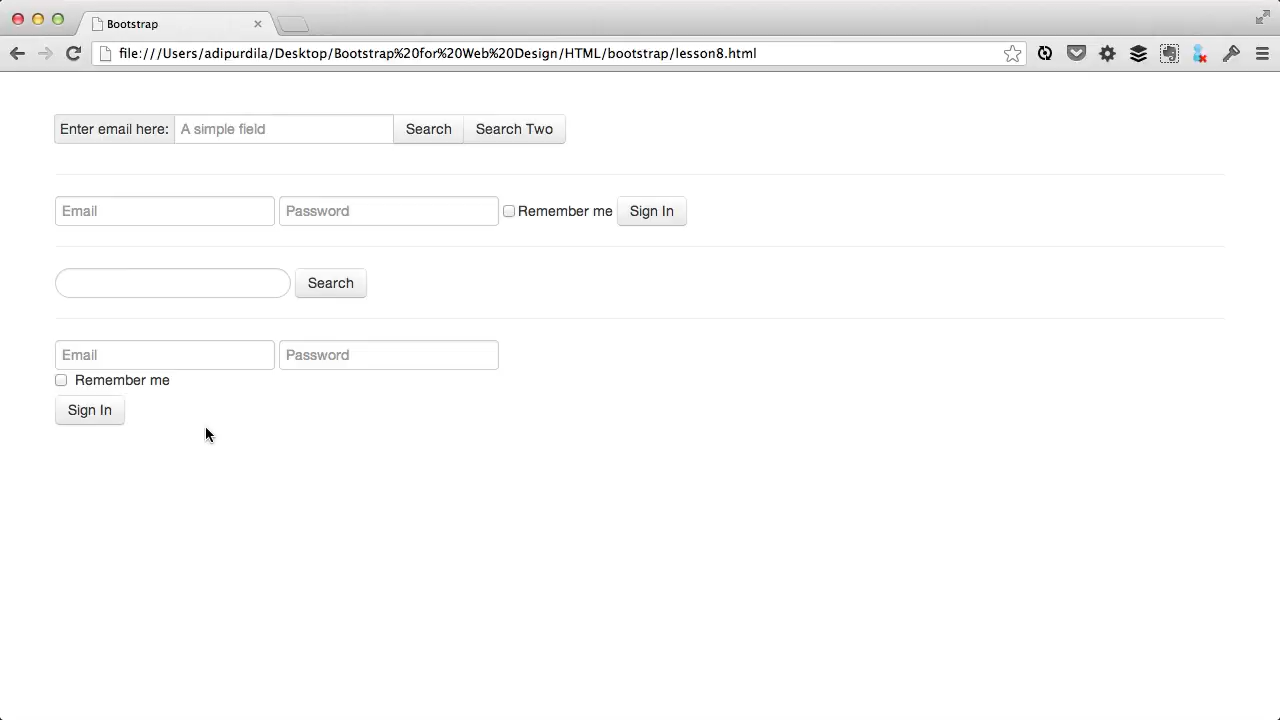 Bootstrap
file:///Users/adipurdila/Desktop/Bootstrap%20for%20Web%20Design/HTML/bootstrap/lesson8.html
Enter email here: A simple field Search Search Two
Email Password Remember me Sign In
Search
Email Password
Remember me
Sign In